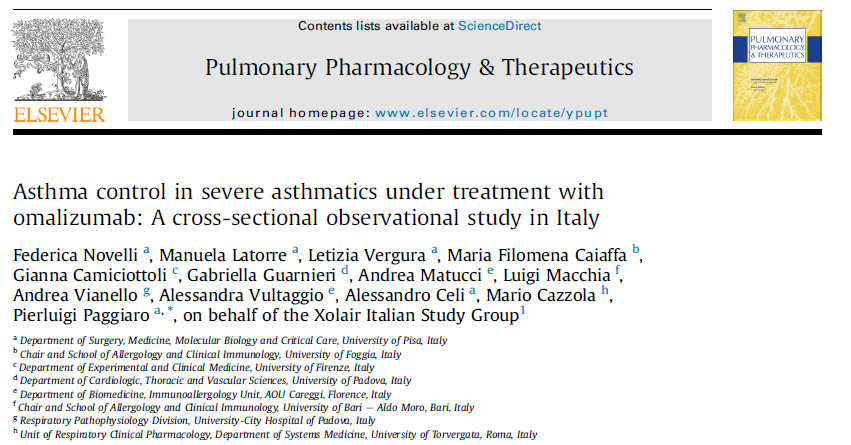 Contents lists available at ScienceDirect
Pulmonary Pharmacology & Therapeutics
journal homepage: www.elsevier.com/locate/ypupt
ELSEVIER
PULMONARY
PHARMACOLOGY
& THERAPEUTICS
Asthma control in severe asthmatics under treatment with
omalizumab: A cross-sectional observational study in Italy
Federica Novelli a, Manuela Latorre a, Letizia Vergura a, Maria Filomena Caiaffa b,
Gianna Camiciottoli c, Gabriella Guarnieri d, Andrea Matucci e, Luigi Macchia f,
Andrea Vianello g, Alessandra Vultaggio e, Alessandro Celi a, Mario Cazzola h,
Pierluigi Paggiaro a, *, on behalf of the Xolair Italian Study Group1
a Department of Surgery, Medicine, Molecular Biology and Critical Care, University of Pisa, Italy
b Chair and School of Allergology and Clinical Immunology, University of Foggia, Italy
c Department of Experimental and Clinical Medicine, University of Firenze, Italy
d Department of Cardiologic, Thoracic and Vascular Sciences, University of Padova, Italy
e Department of Biomedicine, Immunoallergology Unit, AOU Careggi, Florence, Italy
f Chair and School of Allergology and Clinical Immunology, University of Bari — Aldo Moro, Bari, Italy
g Respiratory Pathophysiology Division, University-City Hospital of Padova, Italy
h Unit of Respiratory Clinical Pharmacology, Department of Systems Medicine, University of Torvergata, Roma, Italy